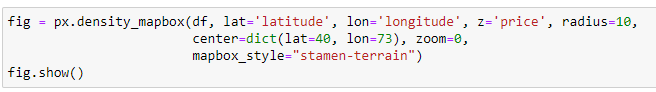 fig = px.density_mapbox(df, lat='latitude', lon='longitude', z='price', radius=10,
                        center=dict(lat=40, lon=73), zoom=0,
                        mapbox_style="stamen-terrain")
fig.show()